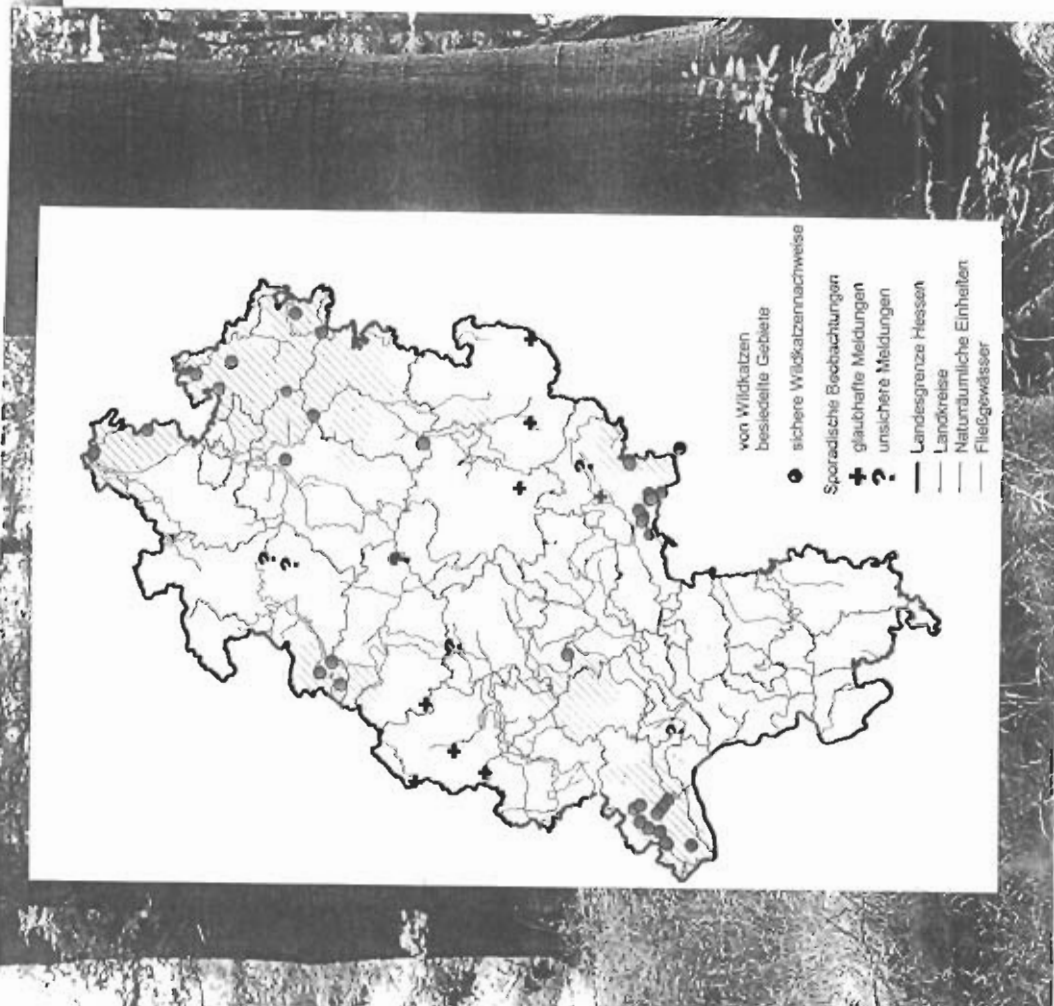 von Wildkatzen
besiedelte Gebiete
sichere Wildkatzennachweise
Sporadische Beobachtungen
glaubhafte Meldungen
unsichere Meldungen
Landesgrenze Hessen
Landkreise
Naturräumliche Einheiten
Fließgewässer